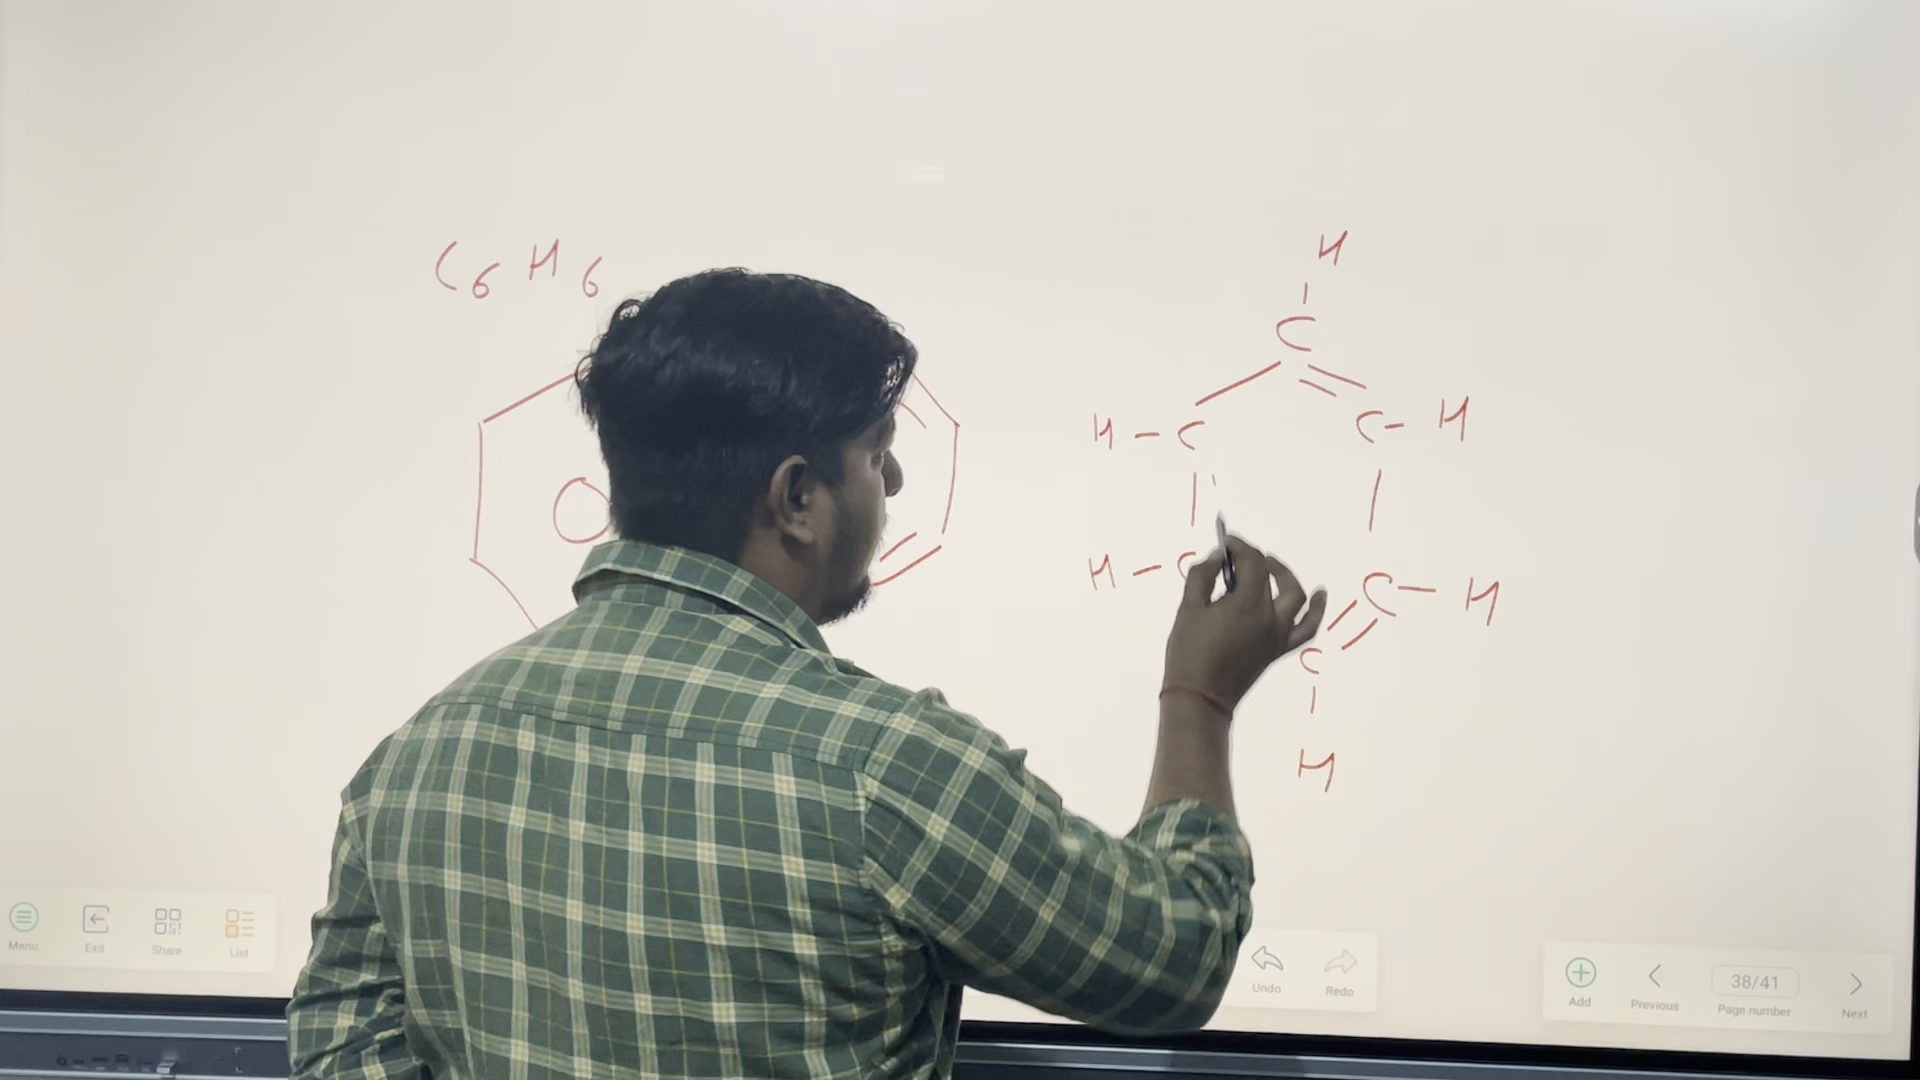 C6H6
H
C
H - C
C - H
H - C
C - H
C
H
Menu
Exit
Share
List
Undo
Redo
Add
Previous
38/41
Page number
Next